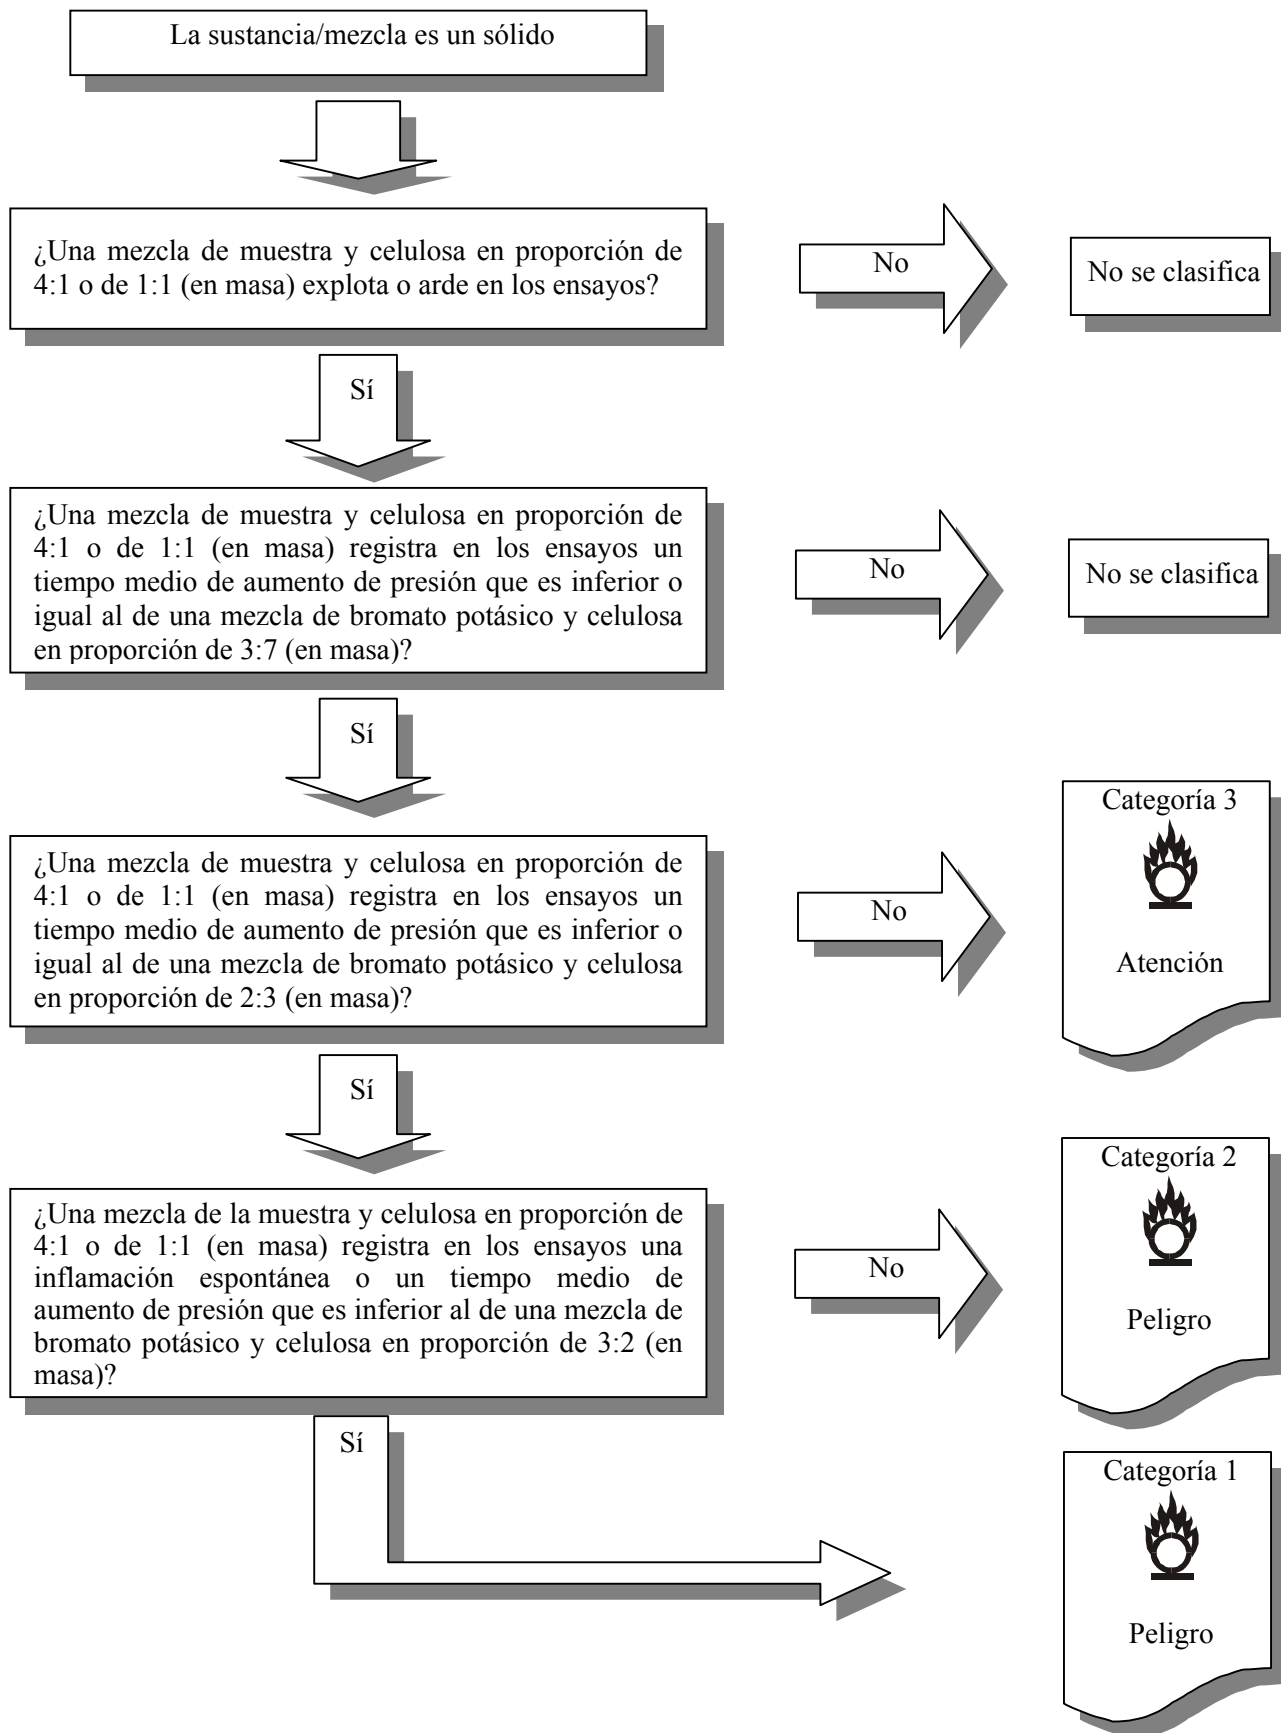 La sustancia/mezcla es un sólido
¿Una mezcla de muestra y celulosa en proporción de
4:1 o de 1:1 (en masa) explota o arde en los ensayos?
No
No se clasifica
Sí
¿Una mezcla de muestra y celulosa en proporción de
4:1 o de 1:1 (en masa) registra en los ensayos un
tiempo medio de aumento de presión que es inferior o
igual al de una mezcla de bromato potásico y celulosa
en proporción de 3:7 (en masa)?
No
No se clasifica
Sí
¿Una mezcla de muestra y celulosa en proporción de
4:1 o de 1:1 (en masa) registra en los ensayos un
tiempo medio de aumento de presión que es inferior o
igual al de una mezcla de bromato potásico y celulosa
en proporción de 2:3 (en masa)?
No
Categoría 3
Atención
Sí
¿Una mezcla de la muestra y celulosa en proporción de
4:1 o de 1:1 (en masa) registra en los ensayos una
inflamación espontánea o un tiempo medio de
aumento de presión que es inferior al de una mezcla de
bromato potásico y celulosa en proporción de 3:2 (en
masa)?
No
Categoría 2
Peligro
Sí
Categoría 1
Peligro